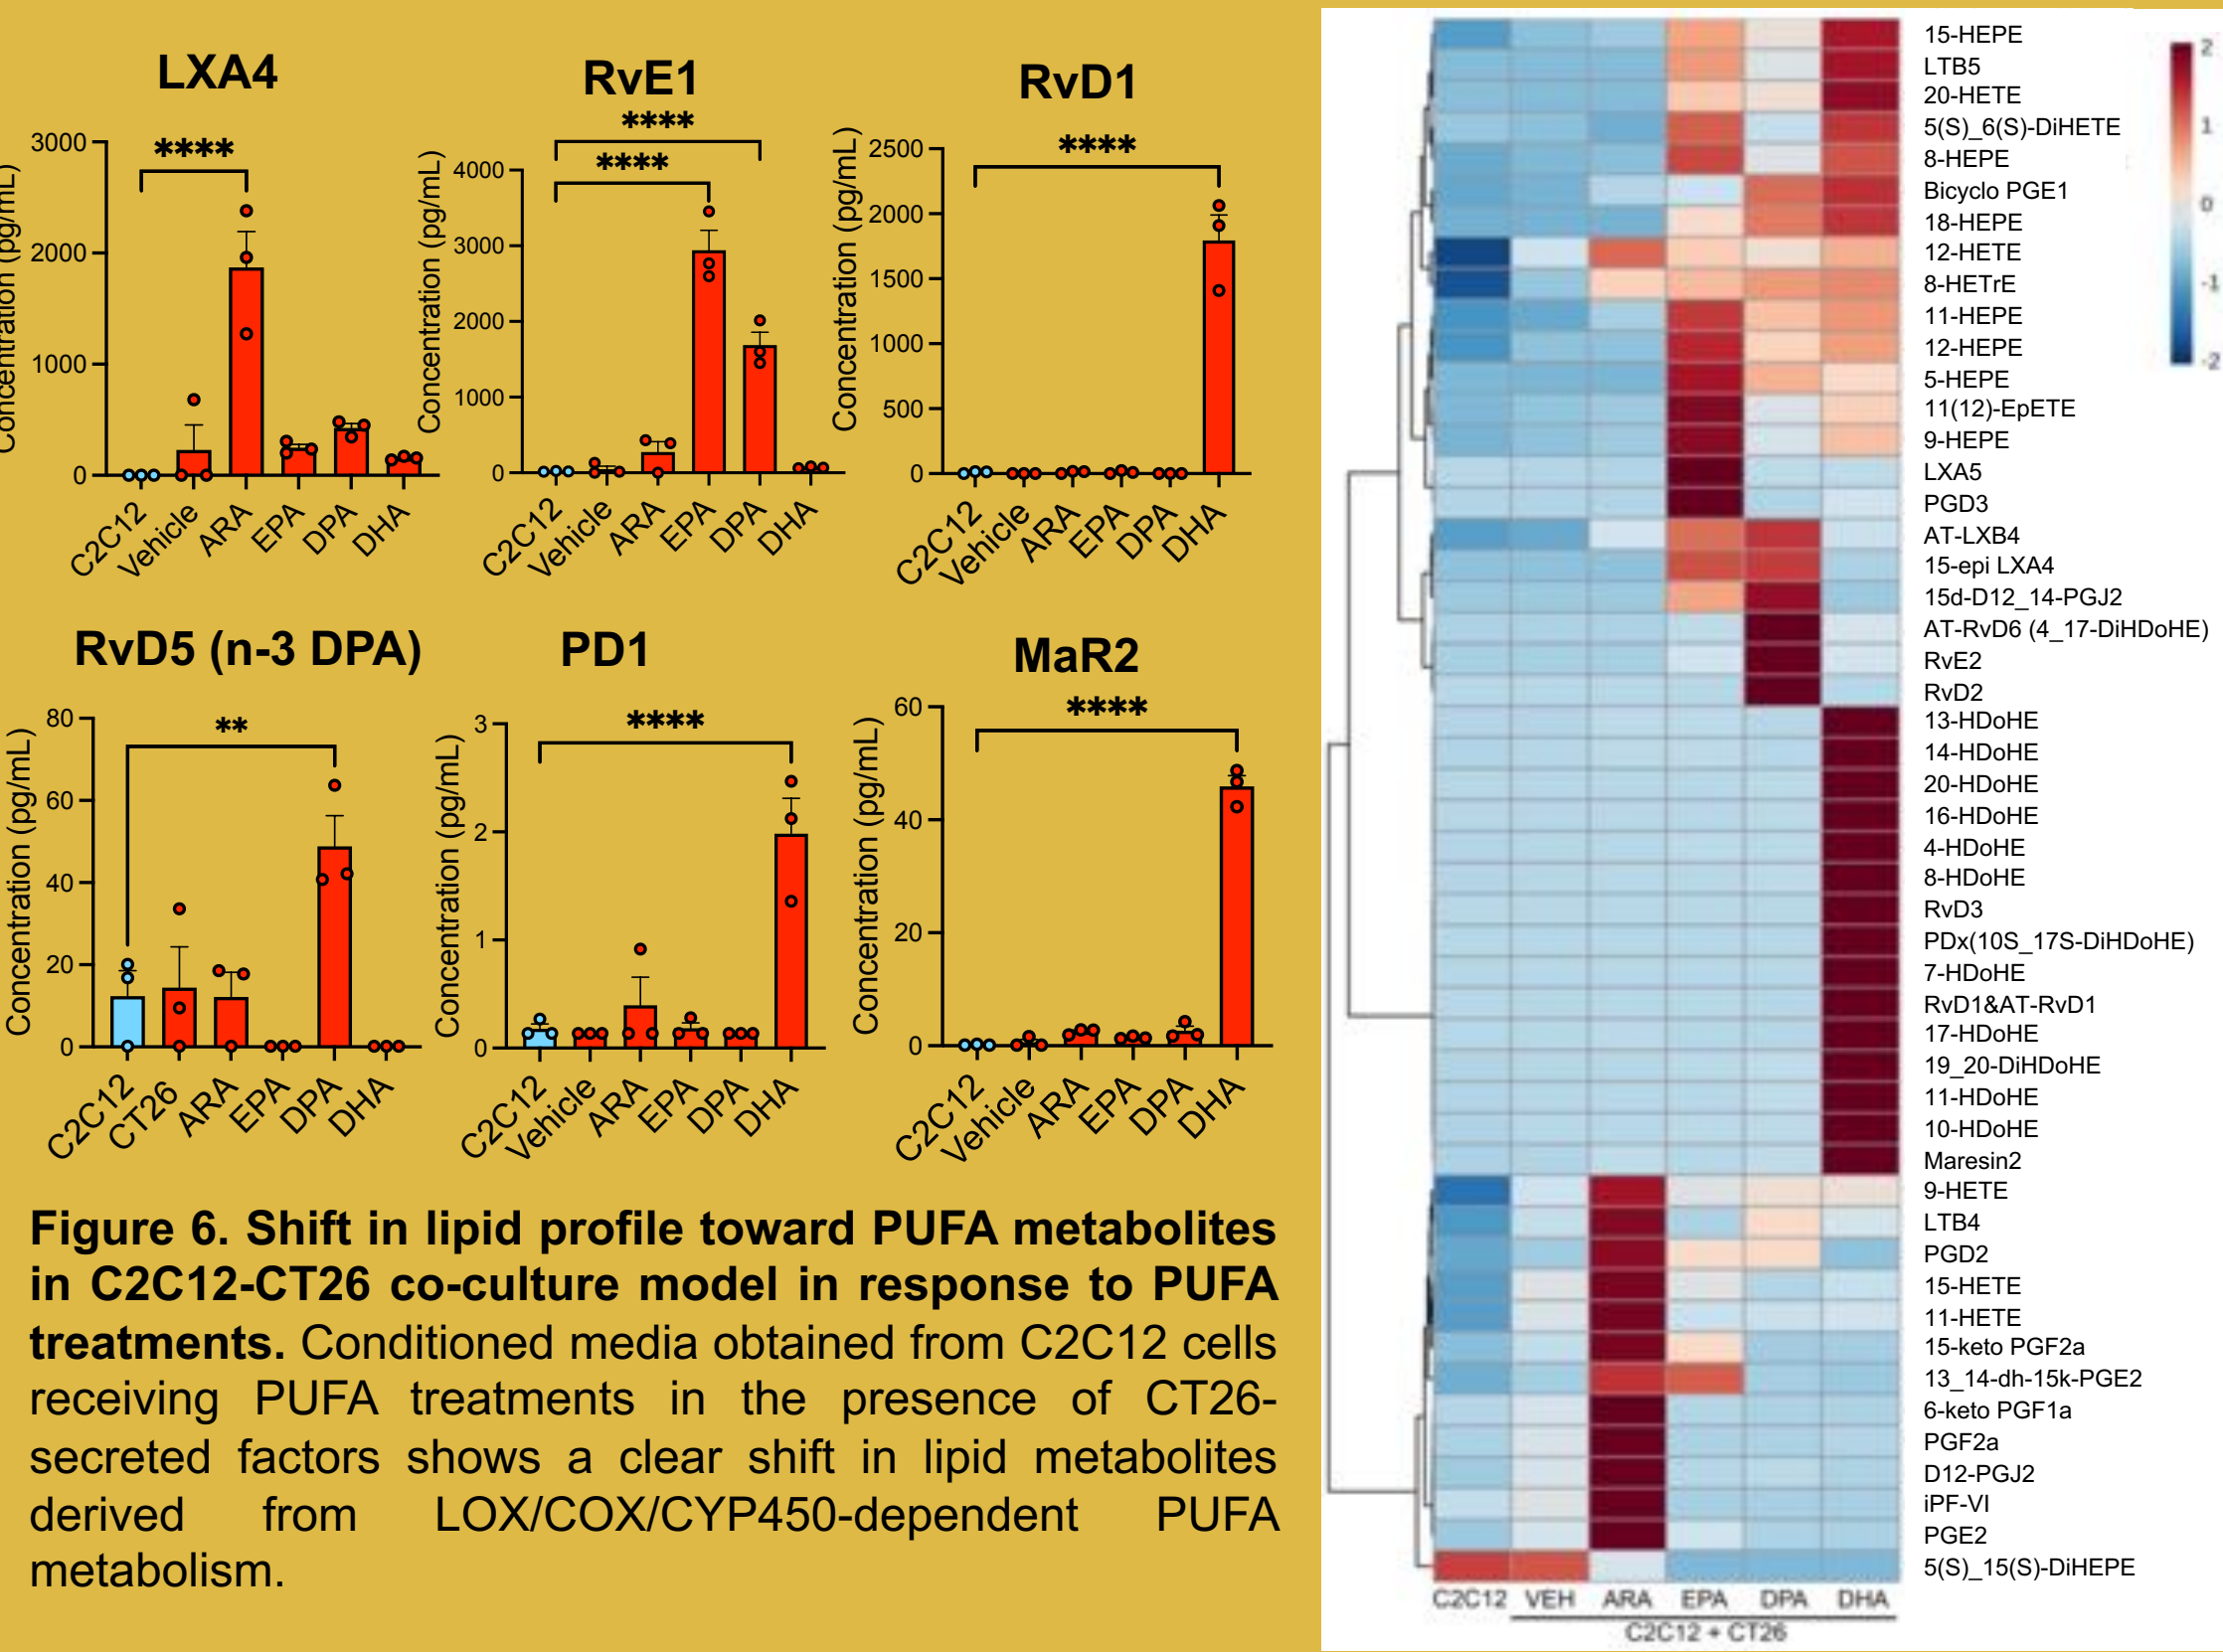 LXA4
****
Concentration (pg/mL)
3000
2000
1000
0
C2C12
Vehicle
ARA
EPA
DPA
DHA
RvE1
****
****
Concentration (pg/mL)
4000
3000
2000
1000
0
C2C12
Vehicle
ARA
EPA
DPA
DHA
RvD1
****
Concentration (pg/mL)
2500
2000
1500
1000
500
0
C2C12
Vehicle
ARA
EPA
DPA
DHA
RvD5 (n-3 DPA)
**
Concentration (pg/mL)
80
60
40
20
0
C2C12
CT26
ARA
EPA
DPA
DHA
PD1
****
Concentration (pg/mL)
3
2
1
0
C2C12
Vehicle
ARA
EPA
DPA
DHA
MaR2
****
Concentration (pg/mL)
60
40
20
0
C2C12
Vehicle
ARA
EPA
DPA
DHA
Figure 6. Shift in lipid profile toward PUFA metabolites
in C2C12-CT26 co-culture model in response to PUFA
treatments. Conditioned media obtained from C2C12 cells
receiving PUFA treatments in the presence of CT26-
secreted factors shows a clear shift in lipid metabolites
derived from LOX/COX/CYP450-dependent PUFA
metabolism.
15-HEPE
LTB5
20-HETE
5(S)_6(S)-DiHETE
8-HEPE
Bicyclo PGE1
18-HEPE
12-HETE
8-HETrE
11-HEPE
12-HEPE
5-HEPE
11(12)-EpETE
9-HEPE
LXA5
PGD3
AT-LXB4
15-epi LXA4
15d-D12_14-PGJ2
AT-RvD6 (4_17-DiHDoHE)
RvE2
RvD2
13-HDoHE
14-HDoHE
20-HDoHE
16-HDoHE
4-HDoHE
8-HDoHE
RvD3
PDx(10S_17S-DiHDoHE)
7-HDoHE
RvD1&AT-RvD1
17-HDoHE
19_20-DiHDoHE
11-HDoHE
10-HDoHE
Maresin2
9-HETE
LTB4
PGD2
15-HETE
11-HETE
15-keto PGF2a
13_14-dh-15k-PGE2
6-keto PGF1a
PGF2a
D12-PGJ2
iPF-VI
PGE2
5(S)_15(S)-DiHEPE
C2C12 VEH ARA EPA DPA DHA
C2C12 + CT26
2
1
0
-1
-2